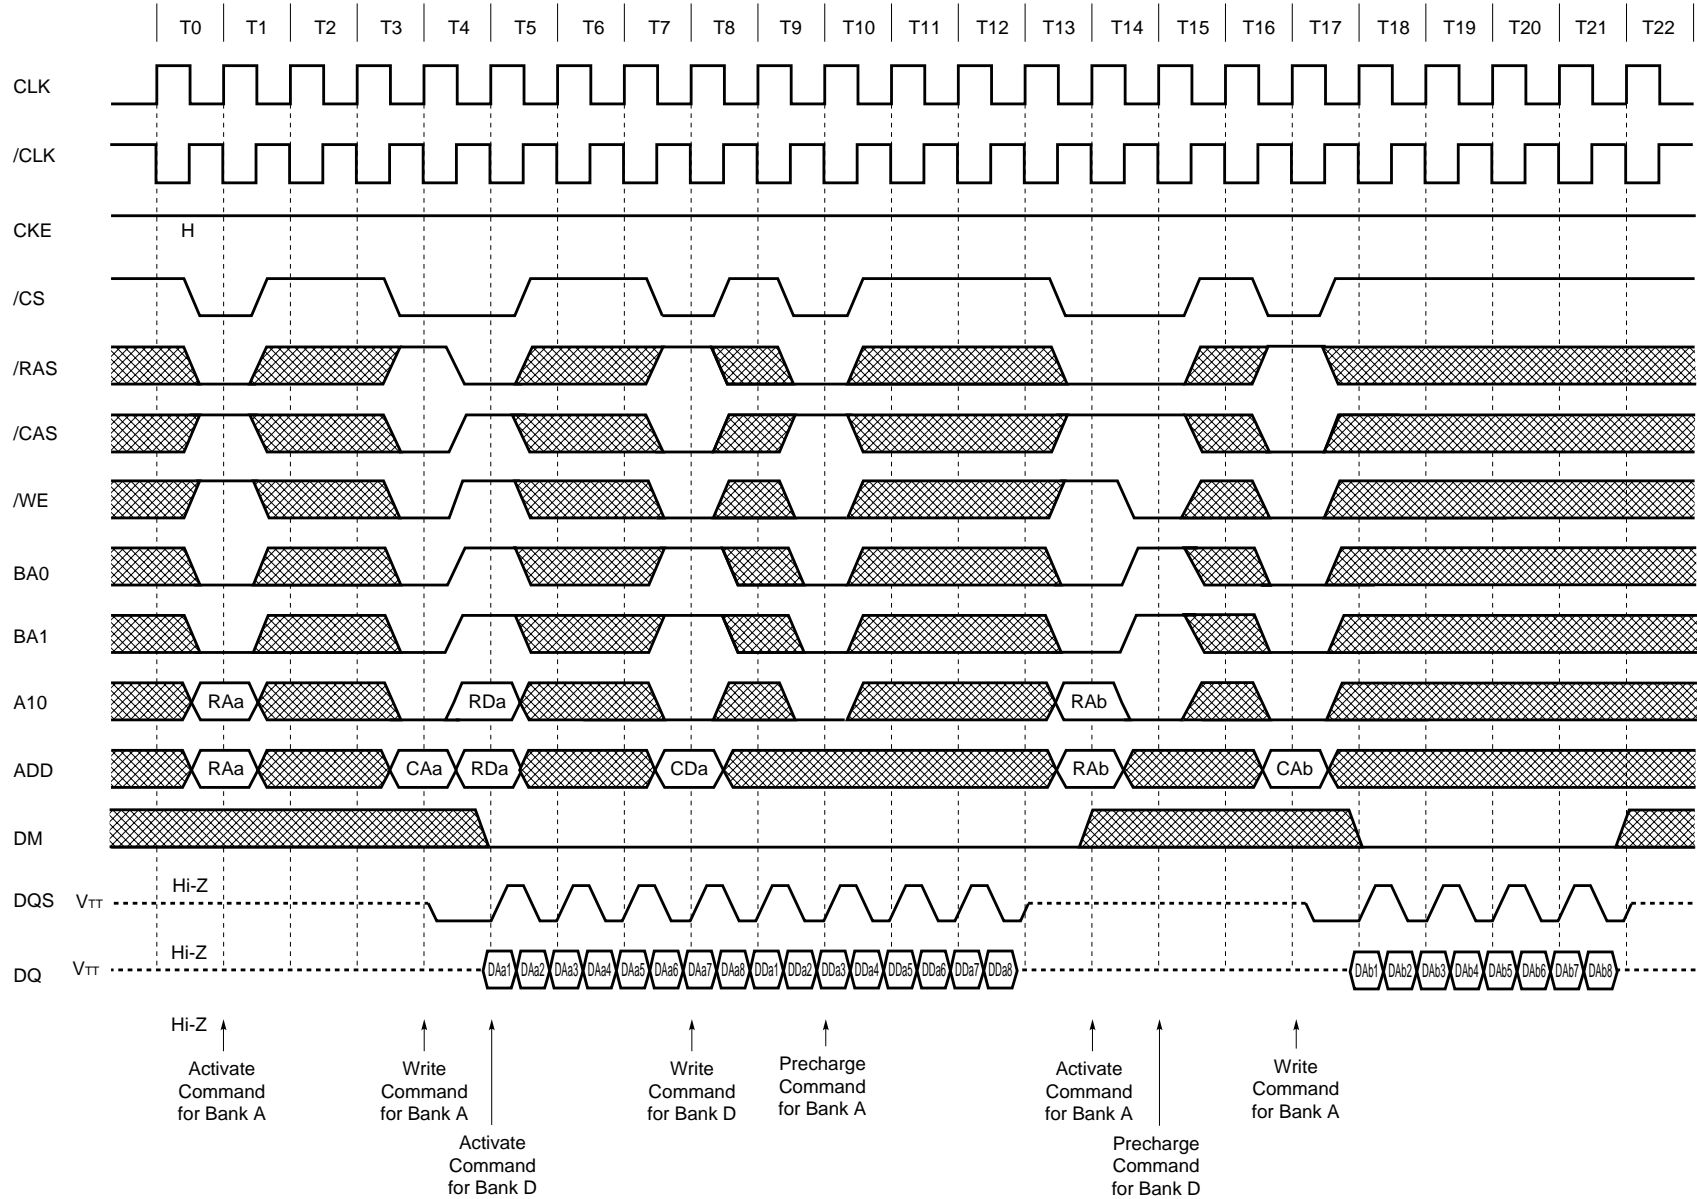 T0 T1 T2 T3 T4 T5 T6 T7 T8 T9 T10 T11 T12 T13 T14 T15 T16 T17 T18 T19 T20 T21 T22
CLK
/CLK
CKE H
/CS
/RAS
/CAS
/WE
BA0
BA1
A10 RAa RDa RAb
ADD RAa CAa RDa CDa RAb CAb
DM
Hi-Z
DQS VTT
Hi-Z
DQ VTT DAa1 DAa2 DAa3 DAa4 DAa5 DAa6 DAa7 DAa8 DDa1 DDa2 DDa3 DDa4 DDa5 DDa6 DDa7 DDa8 DAb1 DAb2 DAb3 DAb4 DAb5 DAb6 DAb7 DAb8
Hi-Z
Activate
Command
for Bank A
Write
Command
for Bank A
Activate
Command
for Bank D
Write
Command
for Bank D
Precharge
Command
for Bank A
Activate
Command
for Bank A
Precharge
Command
for Bank D
Write
Command
for Bank A